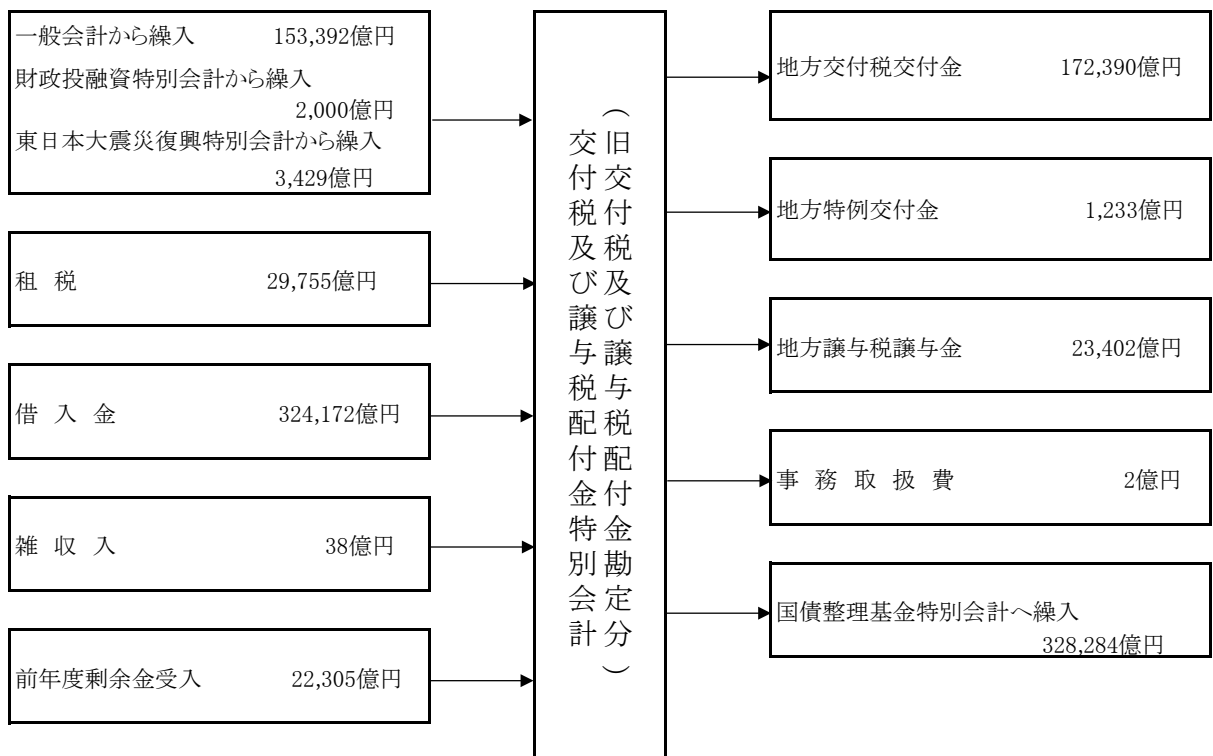 一般会計から繰入 153,392億円
財政投融資特別会計から繰入
2,000億円
東日本大震災復興特別会計から繰入
3,429億円
租 税 29,755億円
借 入 金 324,172億円
雑 収 入 38億円
前年度剰余金受入 22,305億円
交付税及び譲与税配付金特別会計
（旧交付税及び譲与税配付金勘定分）
地方交付税交付金 172,390億円
地方特例交付金 1,233億円
地方譲与税譲与金 23,402億円
事 務 取 扱 費 2億円
国債整理基金特別会計へ繰入
328,284億円